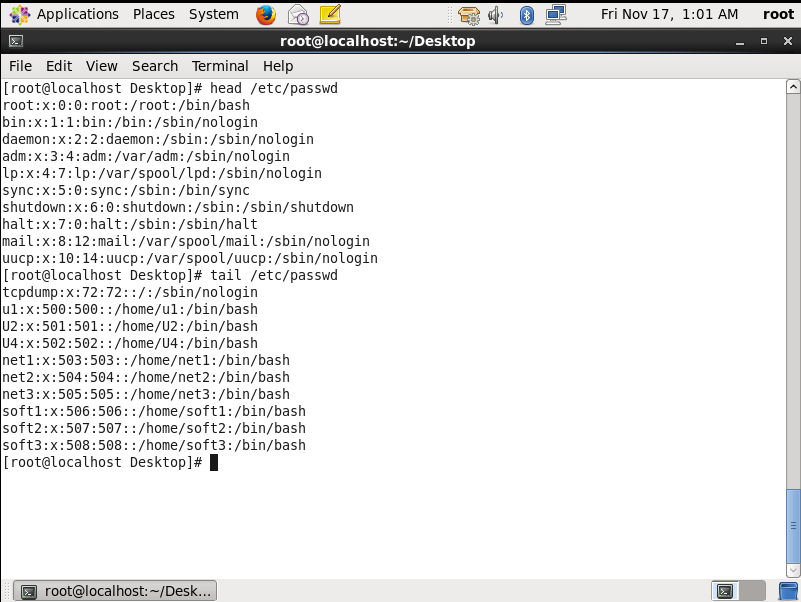 Applications Places System Fri Nov 17, 1:01 AM root
root@localhost:~/Desktop
File Edit View Search Terminal Help
[root@localhost Desktop]# head /etc/passwd
root:x:0:0:root:/root:/bin/bash
bin:x:1:1:bin:/bin:/sbin/nologin
daemon:x:2:2:daemon:/sbin:/sbin/nologin
adm:x:3:4:adm:/var/adm:/sbin/nologin
lp:x:4:7:lp:/var/spool/lpd:/sbin/nologin
sync:x:5:0:sync:/sbin:/bin/sync
shutdown:x:6:0:shutdown:/sbin:/sbin/shutdown
halt:x:7:0:halt:/sbin:/sbin/halt
mail:x:8:12:mail:/var/spool/mail:/sbin/nologin
uucp:x:10:14:uucp:/var/spool/uucp:/sbin/nologin
[root@localhost Desktop]# tail /etc/passwd
tcpdump:x:72:72::/:/sbin/nologin
u1:x:500:500::/home/u1:/bin/bash
U2:x:501:501::/home/U2:/bin/bash
U4:x:502:502::/home/U4:/bin/bash
net1:x:503:503::/home/net1:/bin/bash
net2:x:504:504::/home/net2:/bin/bash
net3:x:505:505::/home/net3:/bin/bash
soft1:x:506:506::/home/soft1:/bin/bash
soft2:x:507:507::/home/soft2:/bin/bash
soft3:x:508:508::/home/soft3:/bin/bash
[root@localhost Desktop]#
root@localhost:~/Desk...